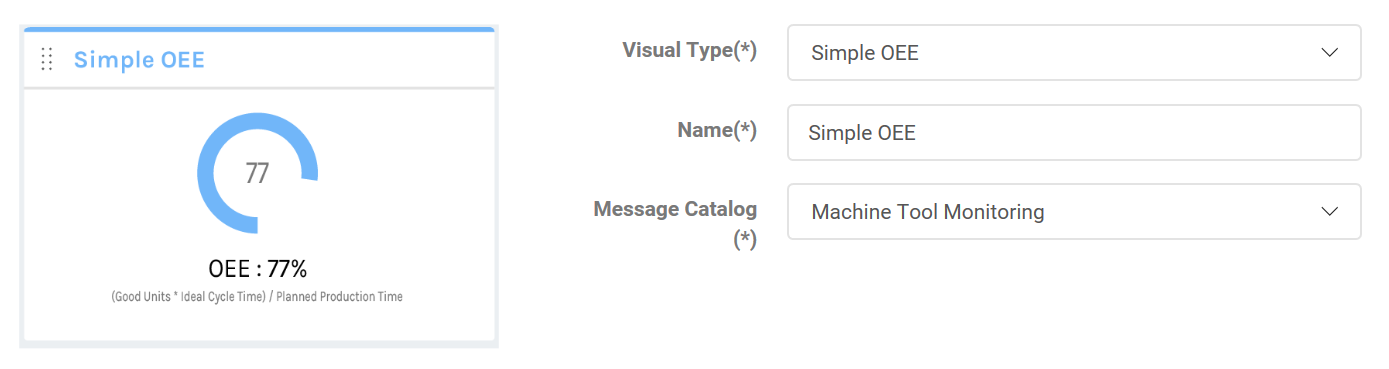 Simple OEE
77
OEE : 77%
(Good Units * Ideal Cycle Time) / Planned Production Time
Visual Type(*)
Simple OEE
Name(*)
Simple OEE
Message Catalog
(*)
Machine Tool Monitoring